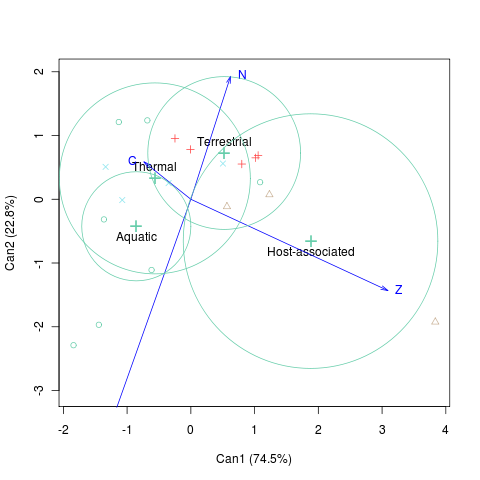 2
1
0
-1
-2
-3
Can2 (22.8%)
N
Terrestrial
C
Thermal
Aquatic
Host-associated
Z
-2
-1
0
1
2
3
4
Can1 (74.5%)